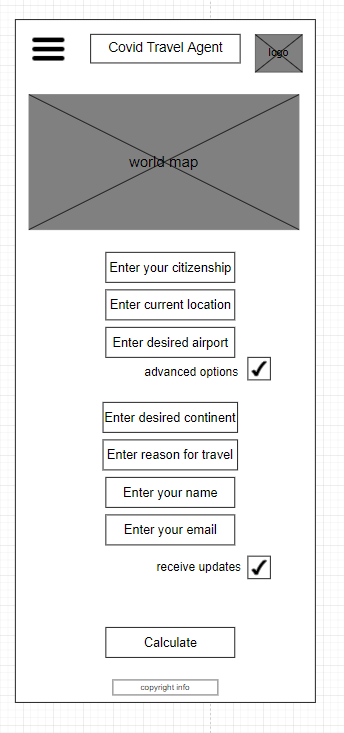 Covid Travel Agent
logo
world map
Enter your citizenship
Enter current location
Enter desired airport
advanced options
Enter desired continent
Enter reason for travel
Enter your name
Enter your email
receive updates
Calculate
copyright info